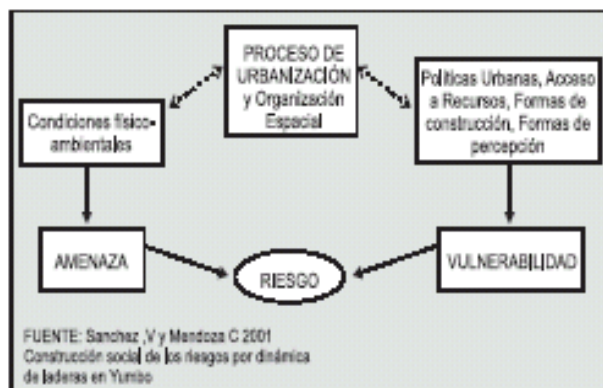 PROCESO DE
URBANIZACIÓN
y Organización
Espacial
Condiciones físico-
ambientales
Políticas Urbanas, Acceso
a Recursos, Formas de
construcción, Formas de
percepción
AMENAZA
RIESGO
VULNERABILIDAD
FUENTE: Sanchez ,V y Mendoza C 2001
Construcción social de los riesgos por dinámica
de laderas en Yumbo